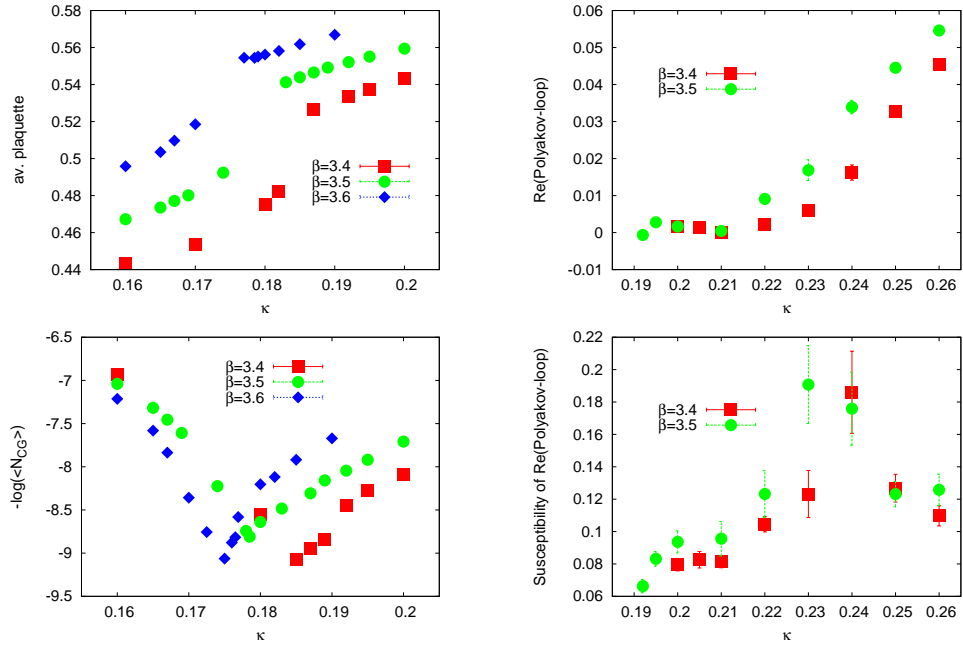 0.58
0.56
0.54
0.52
0.5
0.48
0.46
0.44
av. plaquette
β=3.4
β=3.5
β=3.6
0.16 0.17 0.18 0.19 0.2
κ
0.06
0.05
0.04
0.03
0.02
0.01
0
-0.01
Re(Polyakov-loop)
β=3.4
β=3.5
0.19 0.2 0.21 0.22 0.23 0.24 0.25 0.26
κ
-6.5
-7
-7.5
-8
-8.5
-9
-9.5
-log(<N_CG>)
β=3.4
β=3.5
β=3.6
0.16 0.17 0.18 0.19 0.2
κ
0.22
0.2
0.18
0.16
0.14
0.12
0.1
0.08
0.06
Susceptibility of Re(Polyakov-loop)
β=3.4
β=3.5
0.19 0.2 0.21 0.22 0.23 0.24 0.25 0.26
κ